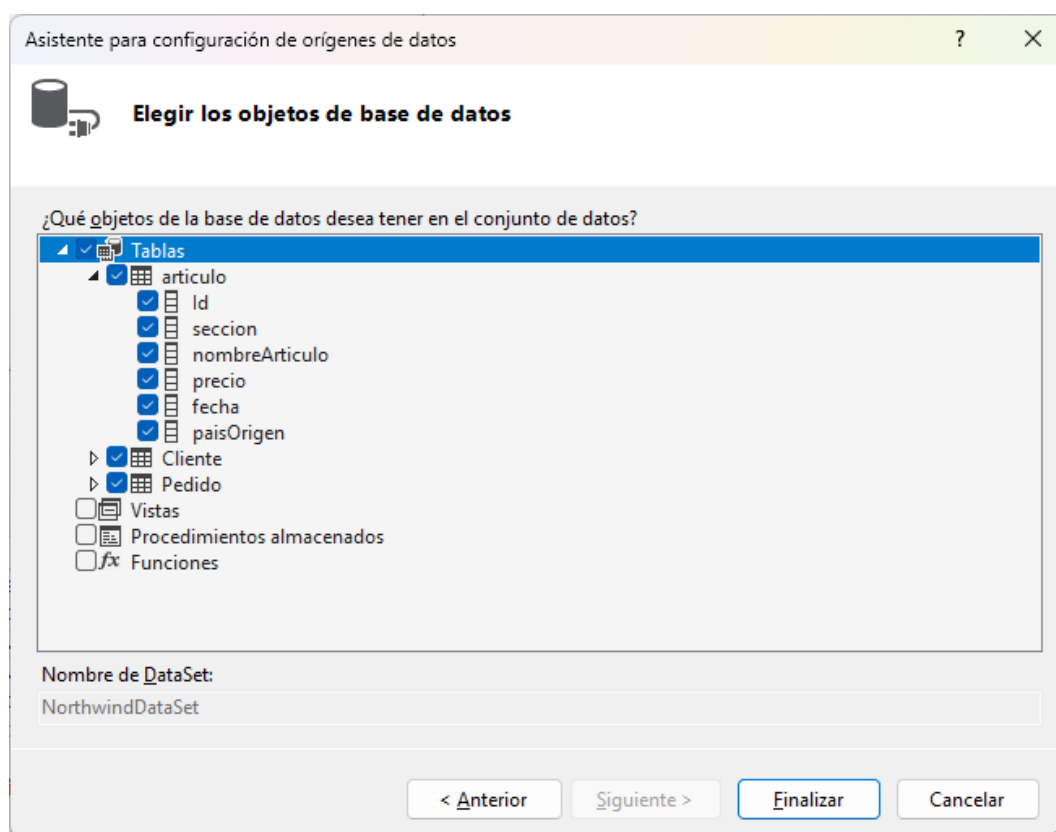 Asistente para configuración de orígenes de datos
?
Elegir los objetos de base de datos
¿Qué objetos de la base de datos desea tener en el conjunto de datos?
Tablas
articulo
Id
seccion
nombreArticulo
precio
fecha
paisOrigen
Cliente
Pedido
Vistas
Procedimientos almacenados
fx Funciones
Nombre de DataSet:
NorthwindDataSet
< Anterior Siguiente > Finalizar Cancelar